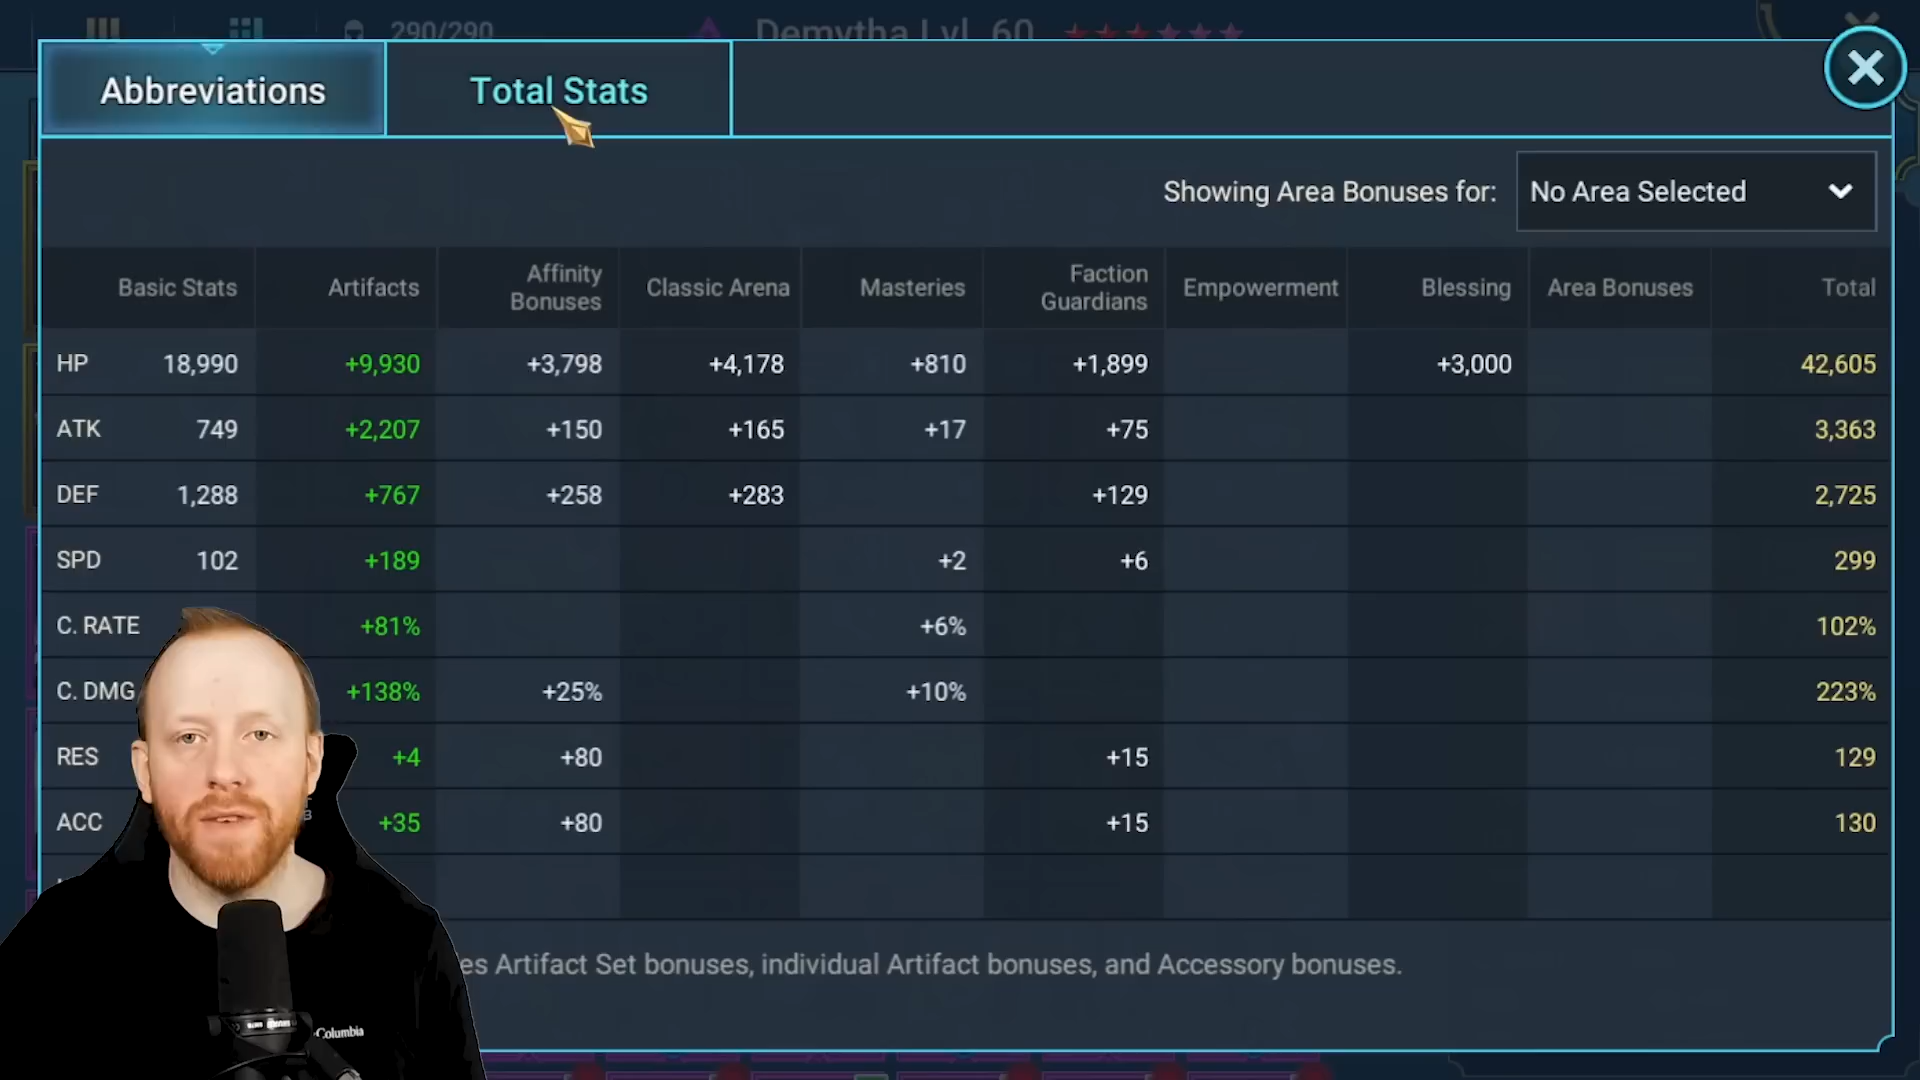 290/290
Demytha Lvl. 60
Abbreviations
Total Stats
Showing Area Bonuses for:
No Area Selected
Basic Stats Artifacts Affinity Bonuses Classic Arena Masteries Faction Guardians Empowerment Blessing Area Bonuses Total
HP 18,990 +9,930 +3,798 +4,178 +810 +1,899 +3,000 42,605
ATK 749 +2,207 +150 +165 +17 +75 3,363
DEF 1,288 +767 +258 +283 +129 2,725
SPD 102 +189 +2 +6 299
C. RATE +81% +6% 102%
C. DMG +138% +25% +10% 223%
RES +4 +80 +15 129
ACC +35 +80 +15 130
Artifact Set bonuses, individual Artifact bonuses, and Accessory bonuses.
Columbia